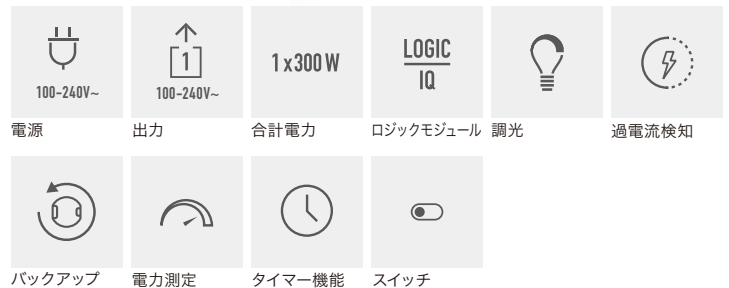 100-240V~
電源
1
100-240V~
出力
1x300 W
合計電力
LOGIC
IQ
ロジックモジュール
調光
過電流検知
バックアップ
電力測定
タイマー機能
スイッチ